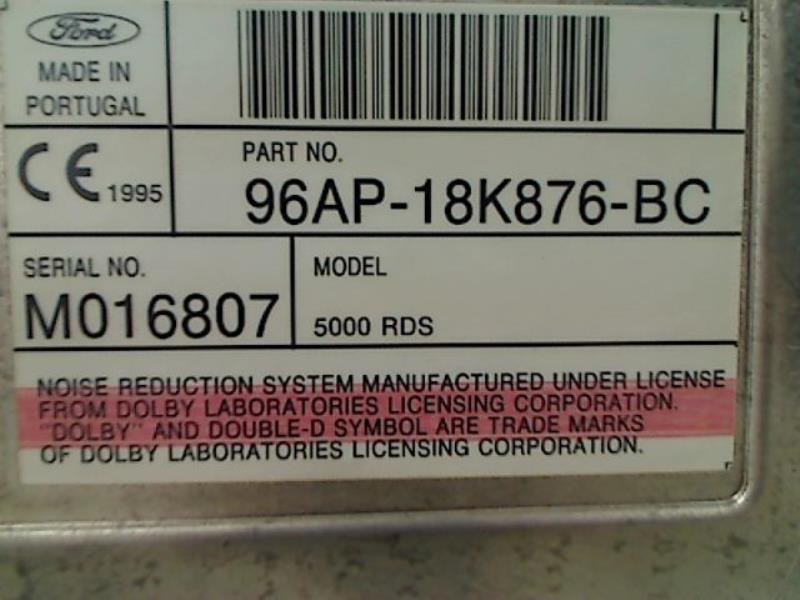 Ford
MADE IN
PORTUGAL
CE 1995
PART NO.
96AP-18K876-BC
SERIAL NO.
M016807
MODEL
5000 RDS
NOISE REDUCTION SYSTEM MANUFACTURED UNDER LICENSE
FROM DOLBY LABORATORIES LICENSING CORPORATION.
"DOLBY" AND DOUBLE-D SYMBOL ARE TRADE MARKS
OF DOLBY LABORATORIES LICENSING CORPORATION.